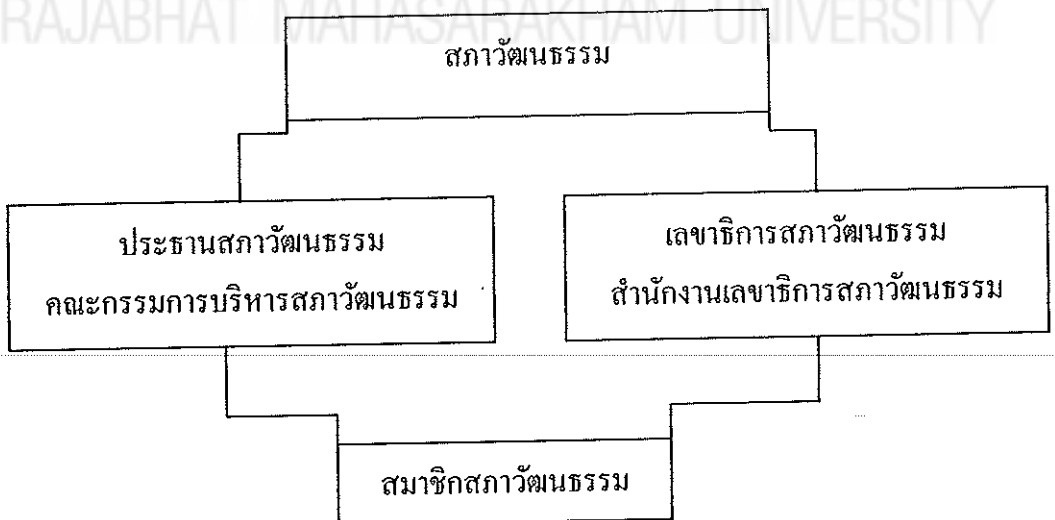 RAJABHAT MAHASARAKHAM UNIVERSITY
สภาวัฒนธรรม
ประธานสภาวัฒนธรรม
คณะกรรมการบริหารสภาวัฒนธรรม
เลขาธิการสภาวัฒนธรรม
สำนักงานเลขาธิการสภาวัฒนธรรม
สมาชิกสภาวัฒนธรรม